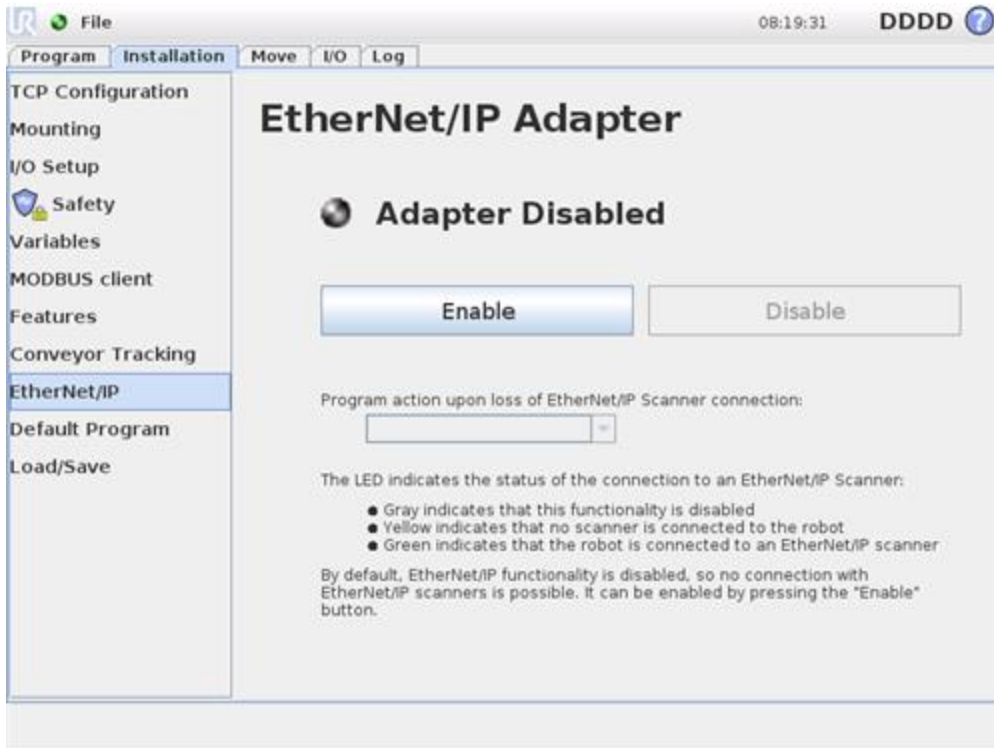 UR File 08:19:31 DDDD ?
Program Installation Move I/O Log
TCP Configuration
Mounting
I/O Setup
Safety
Variables
MODBUS client
Features
Conveyor Tracking
EtherNet/IP
Default Program
Load/Save
EtherNet/IP Adapter
Adapter Disabled
Enable Disable
Program action upon loss of EtherNet/IP Scanner connection:
The LED indicates the status of the connection to an EtherNet/IP Scanner:
● Gray indicates that this functionality is disabled
● Yellow indicates that no scanner is connected to the robot
● Green indicates that the robot is connected to an EtherNet/IP scanner
By default, EtherNet/IP functionality is disabled, so no connection with
EtherNet/IP scanners is possible. It can be enabled by pressing the "Enable"
button.